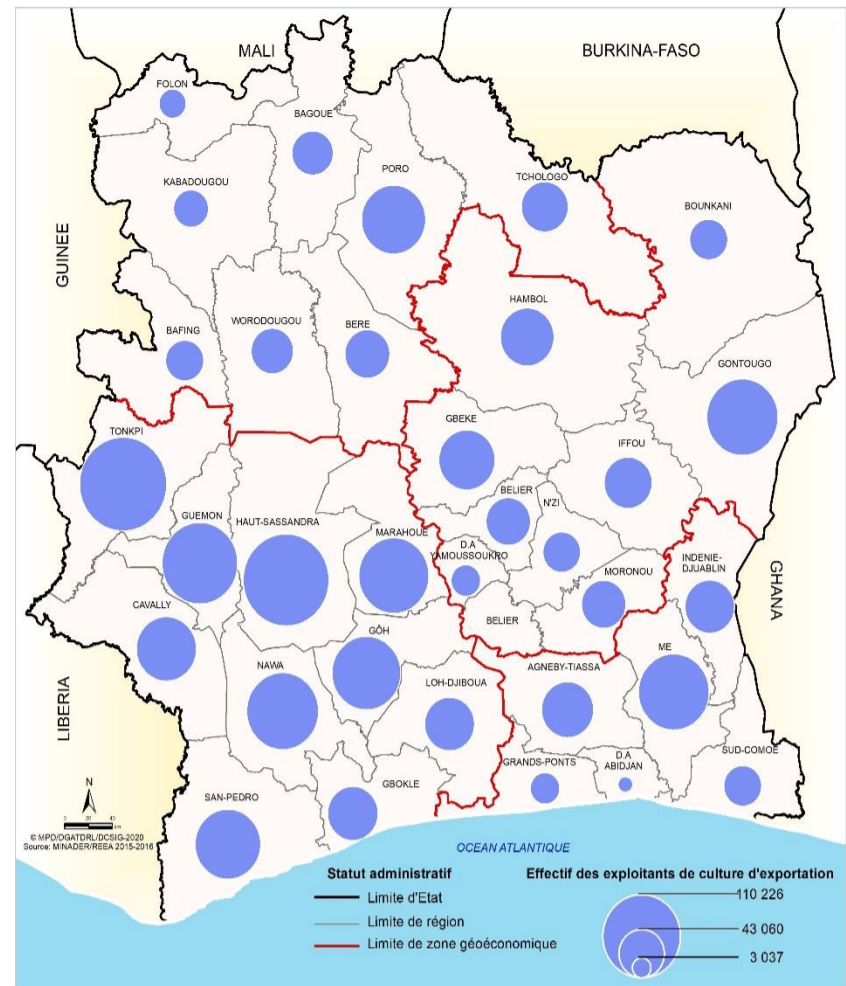 MALI
BURKINA-FASO
FOLON
BAGOUE
KABADOUGOU
PORO
TCHOLOGO
BOUNKANI
GUINEE
HAMBOL
BAFING
WORODOUGOU
BERE
GONTOUGO
TONKPI
GBEKE
IFFOU
BELIER
N'ZI
GUEMON
HAUT-SASSANDRA
MARAHOUE
D.A
YAMOUSSOUKRO
MORONOU
INDENIE-
DJUABLIN
GHANA
CAVALLY
BELIER
GÔH
NAWA
LOH-DJIBOUA
AGNEBY-TIASSA
ME
LIBERIA
SUD-COMOE
GRANDS-PONTS
D.A
ABIDJAN
GBOKLE
SAN-PEDRO
N
© MPD/DGATDRL/DCSIG-2020
Source: MINADER/REEA 2015-2016
OCEAN ATLANTIQUE
Statut administratif
Limite d'Etat
Limite de région
Limite de zone géoéconomique
Effectif des exploitants de culture d'exportation
110 226
43 060
3 037